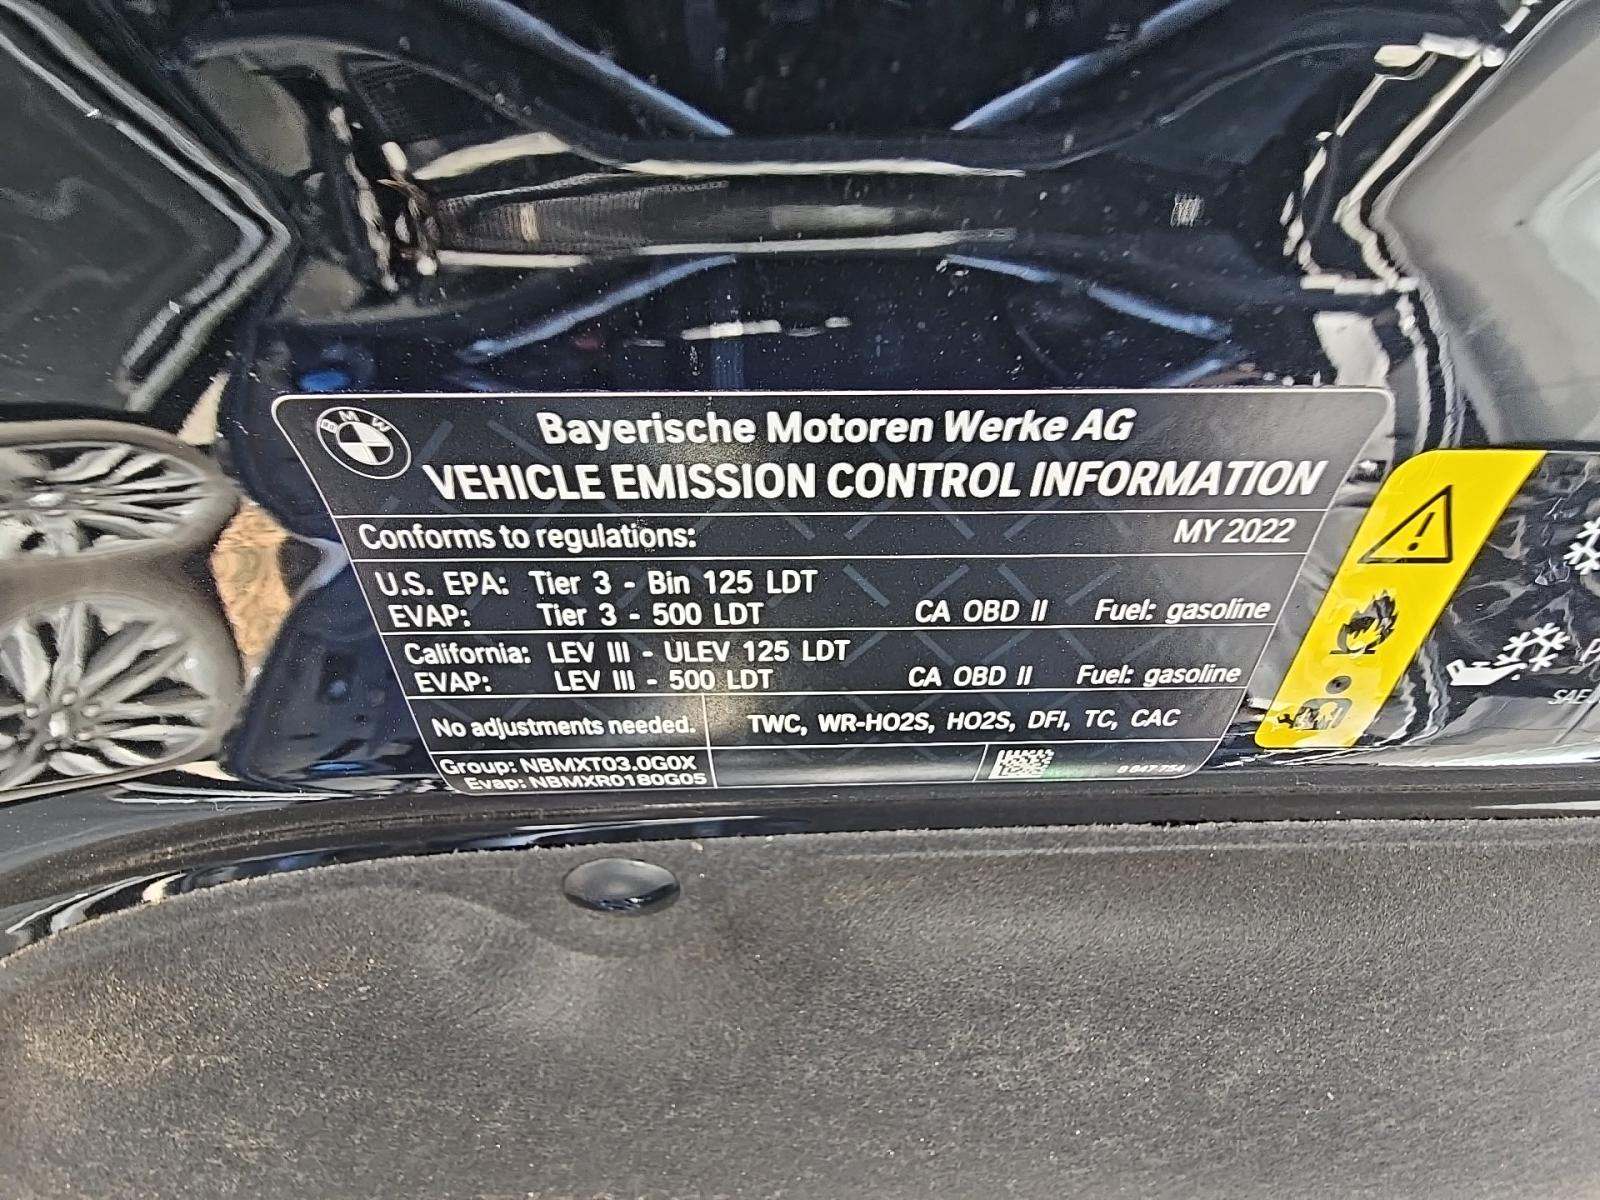 BMW
Bayerische Motoren Werke AG
VEHICLE EMISSION CONTROL INFORMATION
Conforms to regulations: MY 2022
U.S. EPA: Tier 3 - Bin 125 LDT
EVAP: Tier 3 - 500 LDT CA OBD II Fuel: gasoline
California: LEV III - ULEV 125 LDT
EVAP: LEV III - 500 LDT CA OBD II Fuel: gasoline
No adjustments needed. TWC, WR-HO2S, HO2S, DFI, TC, CAC
Group: NBMXT03.0G0X
Evap: NBMXR0180G05
SAE